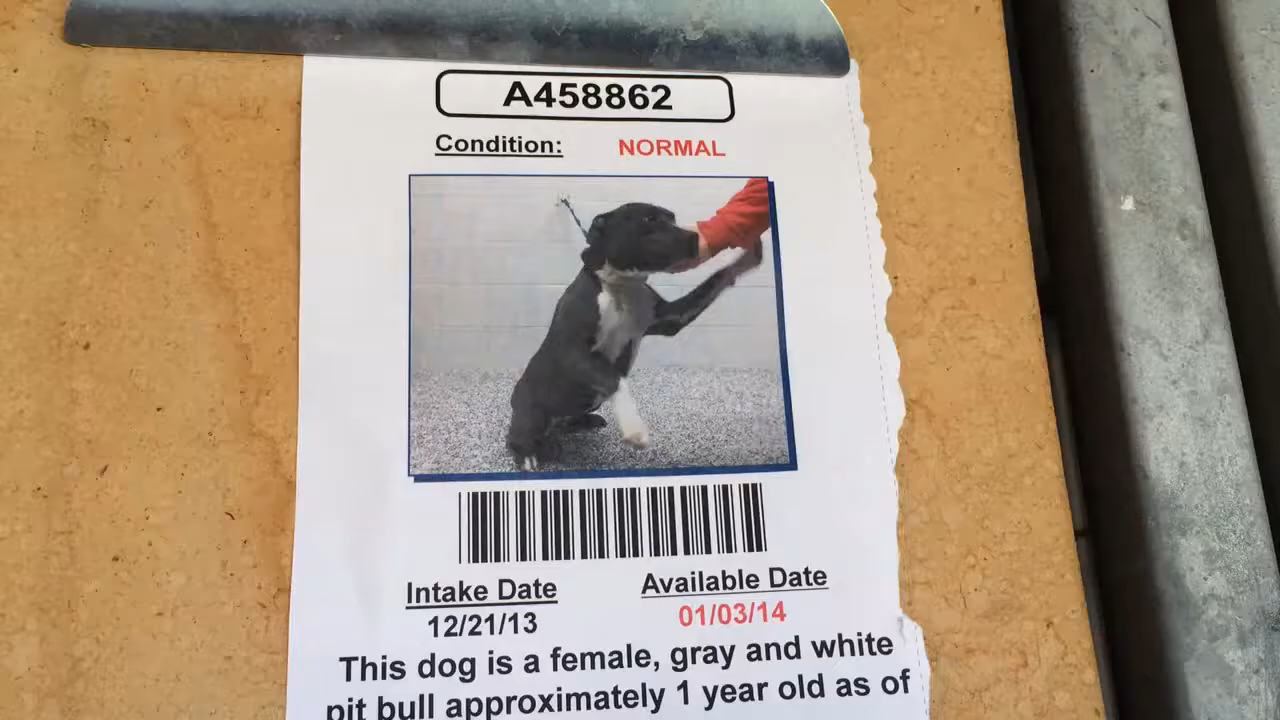 A458862
Condition: NORMAL
Intake Date Available Date
12/21/13 01/03/14
This dog is a female, gray and white
pit bull approximately 1 year old as of